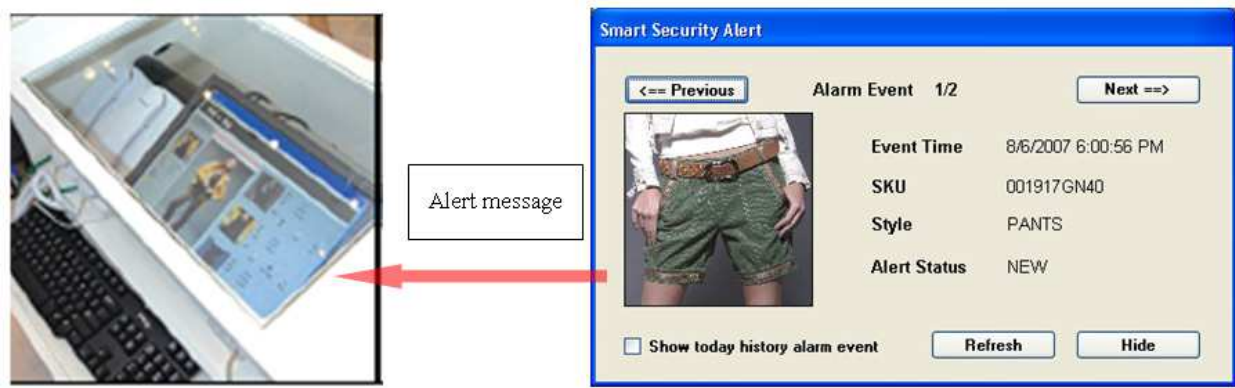 Smart Security Alert
<== Previous
Alarm Event 1/2
Next ==>
Event Time 8/6/2007 6:00:56 PM
SKU 001917GN40
Style PANTS
Alert Status NEW
Alert message
Show today history alarm event
Refresh
Hide